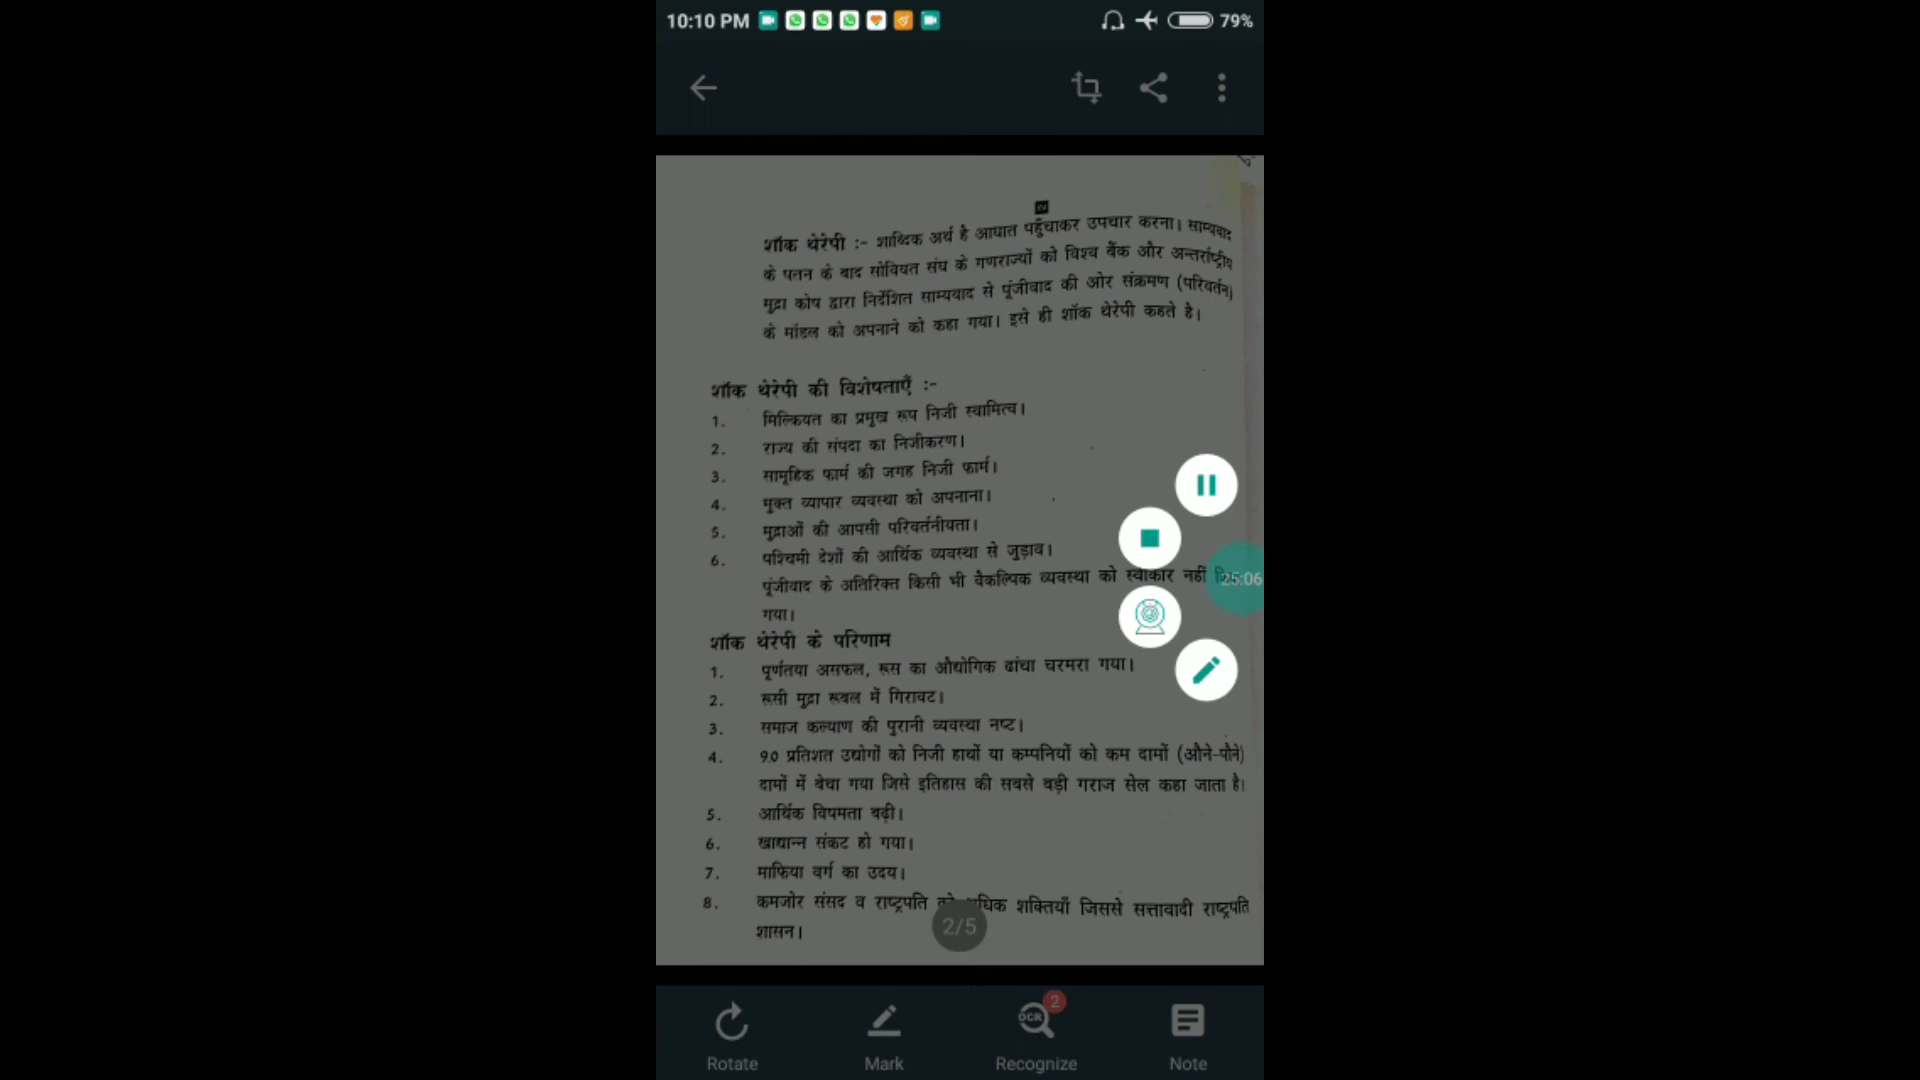 10:10 PM 79%
शॉक थेरेपी :- शाब्दिक अर्थ है आघात पहुँचाकर उपचार करना। साम्यवाद
के पतन के बाद सोवियत संघ के गणराज्यों को विश्व बैंक और अन्तर्राष्ट्रीय
मुद्रा कोष द्वारा निर्देशित साम्यवाद से पूंजीवाद की ओर संक्रमण (परिवर्तन)
के मॉडल को अपनाने को कहा गया। इसे ही शॉक थेरेपी कहते है।
शॉक थेरेपी की विशेषताएँ :-
1. मिल्कियत का प्रमुख रूप निजी स्वामित्व।
2. राज्य की संपदा का निजीकरण।
3. सामूहिक फार्म की जगह निजी फार्म।
4. मुक्त व्यापार व्यवस्था को अपनाना।
5. मुद्राओं की आपसी परिवर्तनीयता।
6. पश्चिमी देशों की आर्थिक व्यवस्था से जुड़ाव।
पूंजीवाद के अतिरिक्त किसी भी वैकल्पिक व्यवस्था को स्वीकार नहीं
25:06
गया।
शॉक थेरेपी के परिणाम
1. पूर्णतया असफल, रूस का औद्योगिक ढांचा चरमरा गया।
2. रूसी मुद्रा रूबल में गिरावट।
3. समाज कल्याण की पुरानी व्यवस्था नष्ट।
4. 90 प्रतिशत उद्योगों को निजी हाथों या कम्पनियों को कम दामों (औने-पौने)
दामों में बेचा गया जिसे इतिहास की सबसे बड़ी गराज सेल कहा जाता है।
5. आर्थिक विषमता बढ़ी।
6. खाद्यान्न संकट हो गया।
7. माफिया वर्ग का उदय।
8. कमजोर संसद व राष्ट्रपति को अधिक शक्तियाँ जिससे सत्तावादी राष्ट्रपति
शासन।
2/5
OCR 2
Rotate Mark Recognize Note